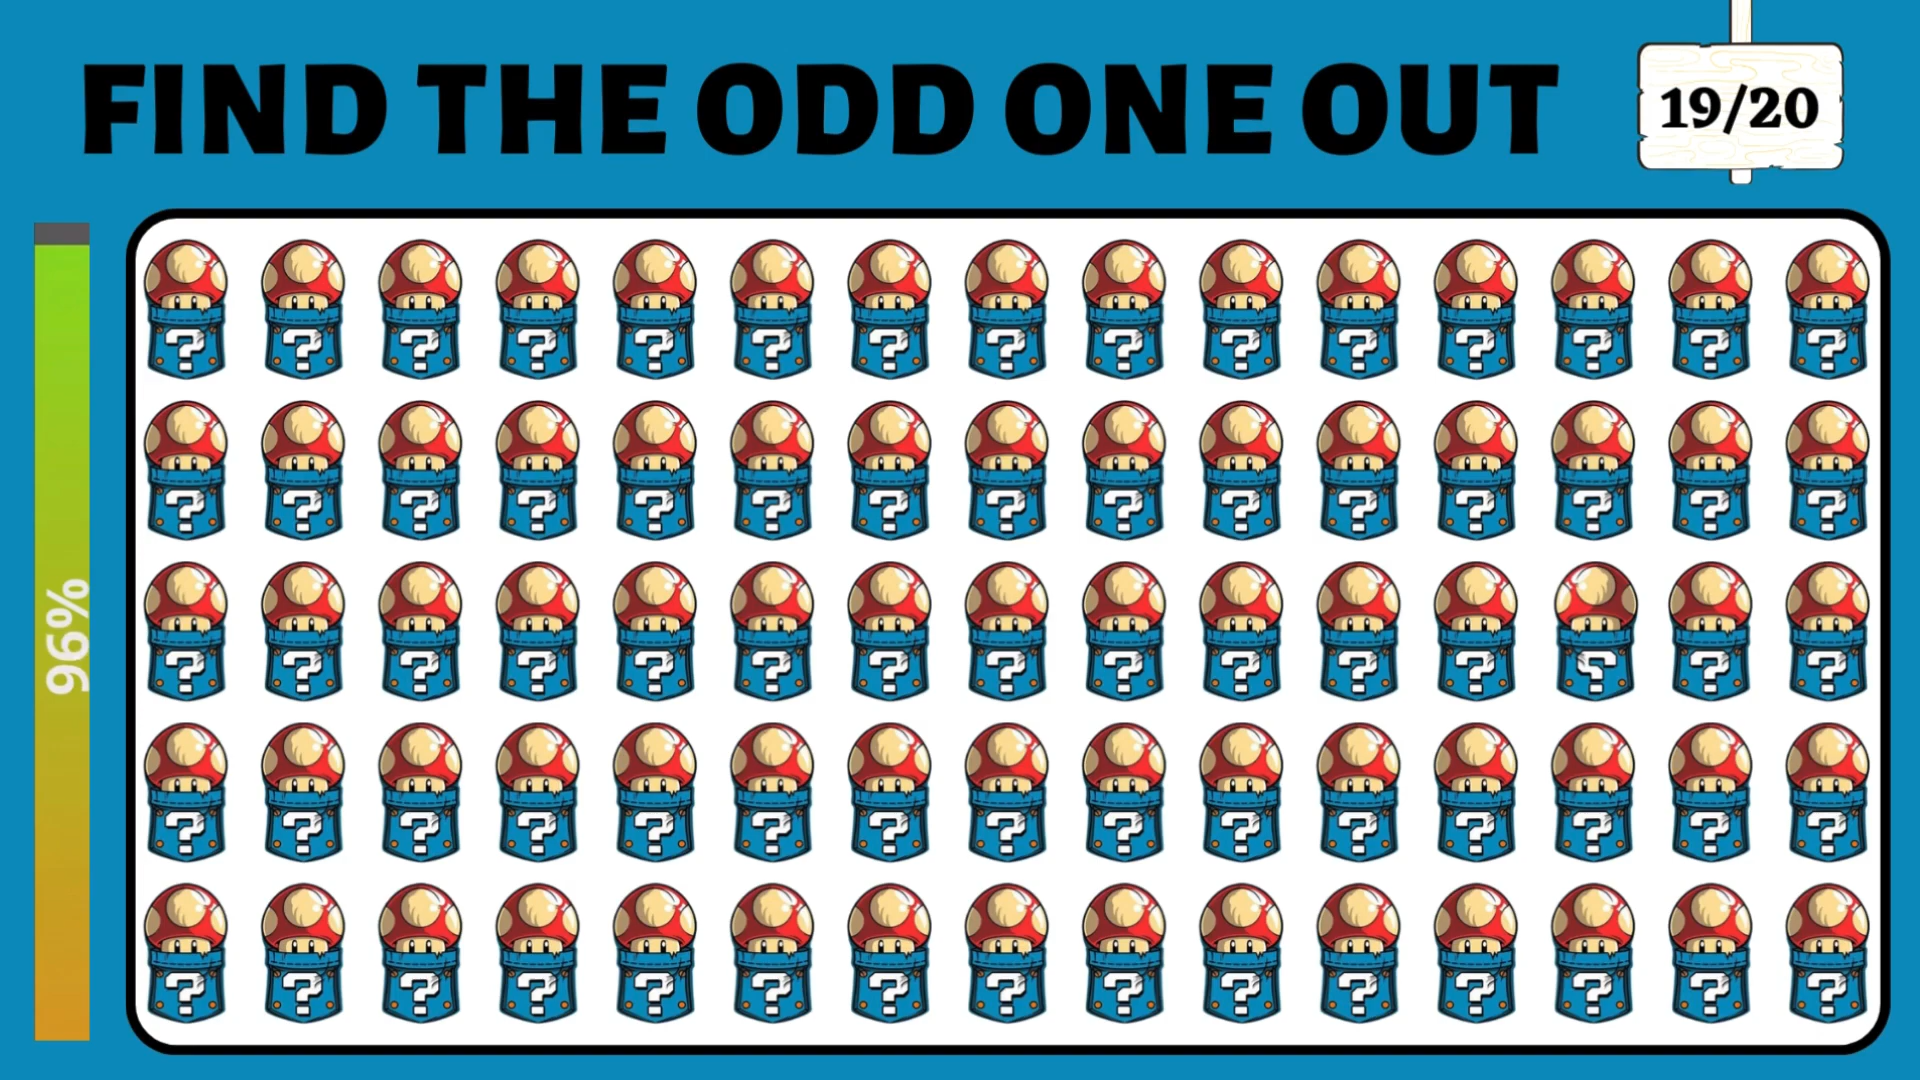 FIND THE ODD ONE OUT
19/20
96%
? ? ? ? ? ? ? ? ? ? ? ? ? ? ?
? ? ? ? ? ? ? ? ? ? ? ? ? ? ?
? ? ? ? ? ? ? ? ? ? ? ? ⸮ ? ?
? ? ? ? ? ? ? ? ? ? ? ? ? ? ?
? ? ? ? ? ? ? ? ? ? ? ? ? ? ?